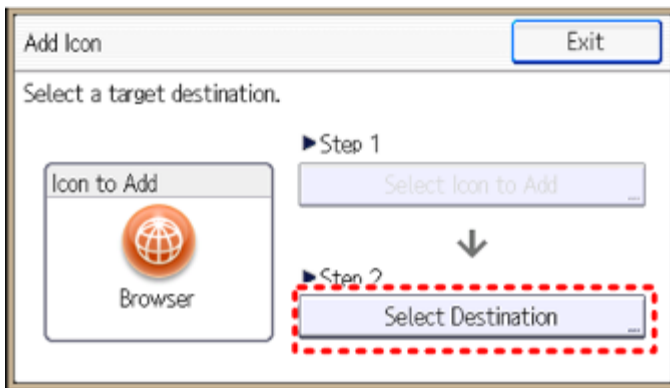 Add Icon
Exit
Select a target destination.
▶Step 1
Icon to Add
Select Icon to Add
...
Browser
▶Step 2
Select Destination
...